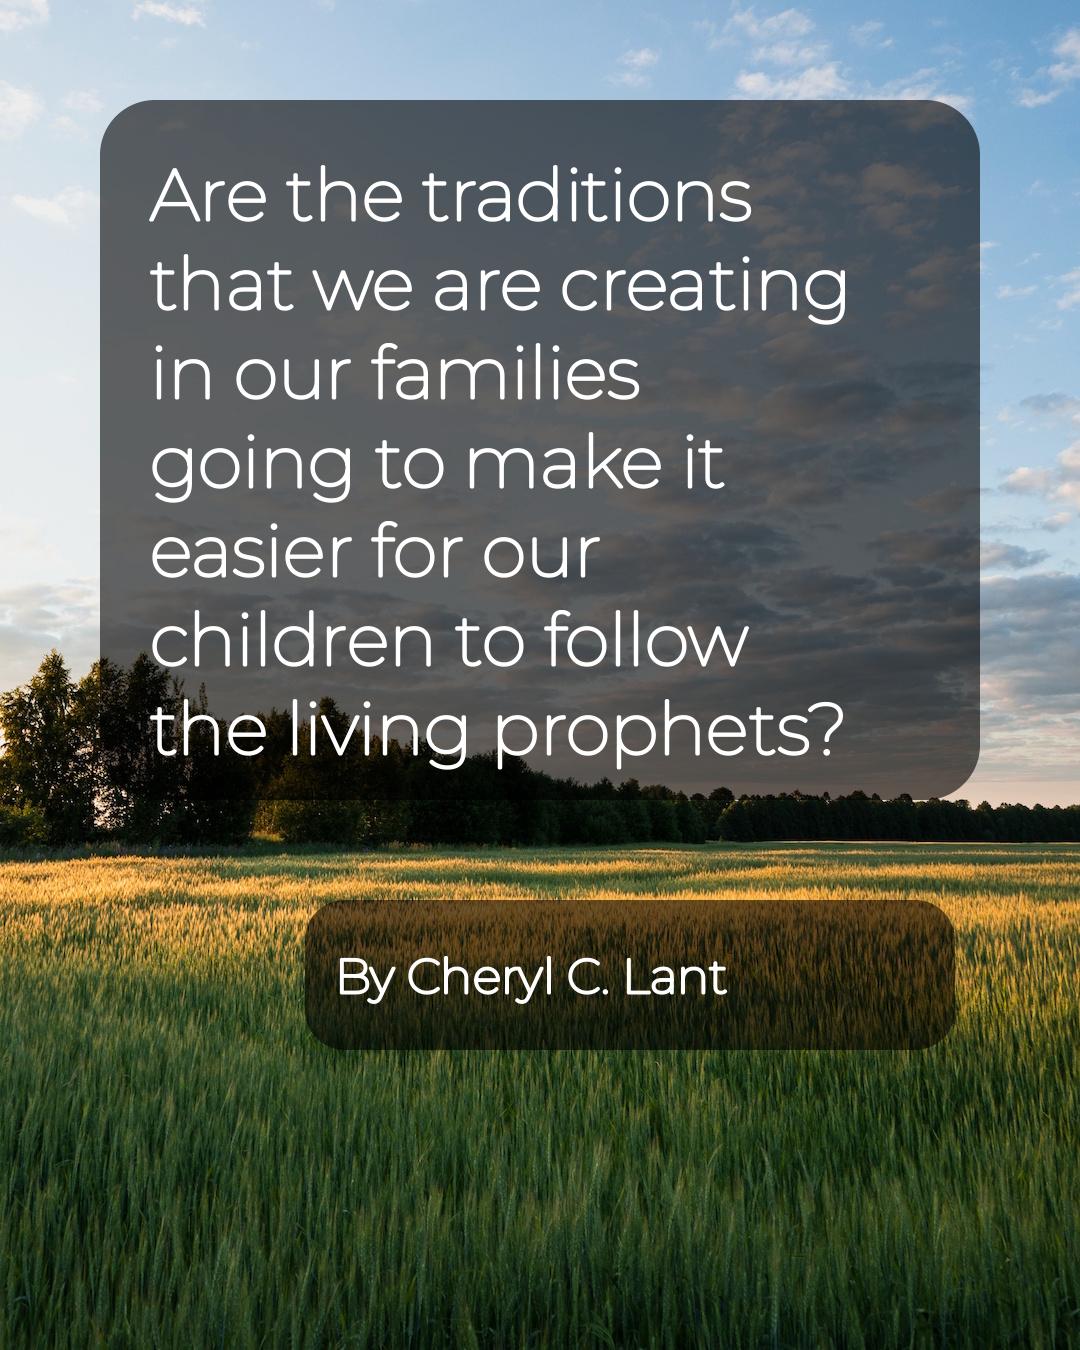 Are the traditions
that we are creating
in our families
going to make it
easier for our
children to follow
the living prophets?
By Cheryl C. Lant